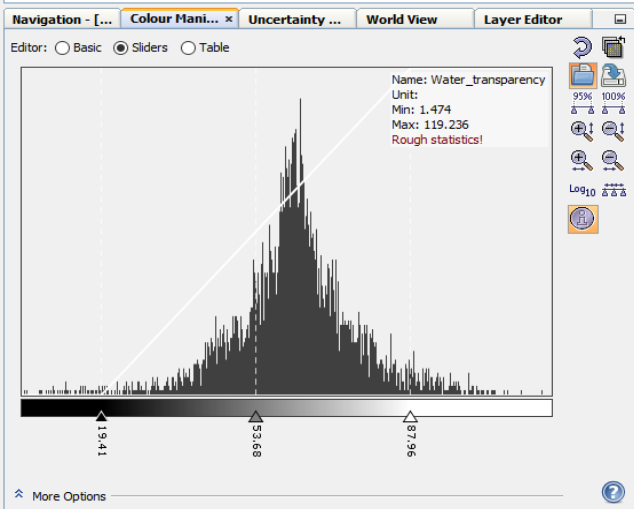 Navigation - [... Colour Mani... × Uncertainty ... World View Layer Editor
Editor: Basic Sliders Table
Name: Water_transparency
Unit:
Min: 1.474
Max: 119.236
Rough statistics!
95% 100%
Log10
19.41 53.68 87.96
More Options